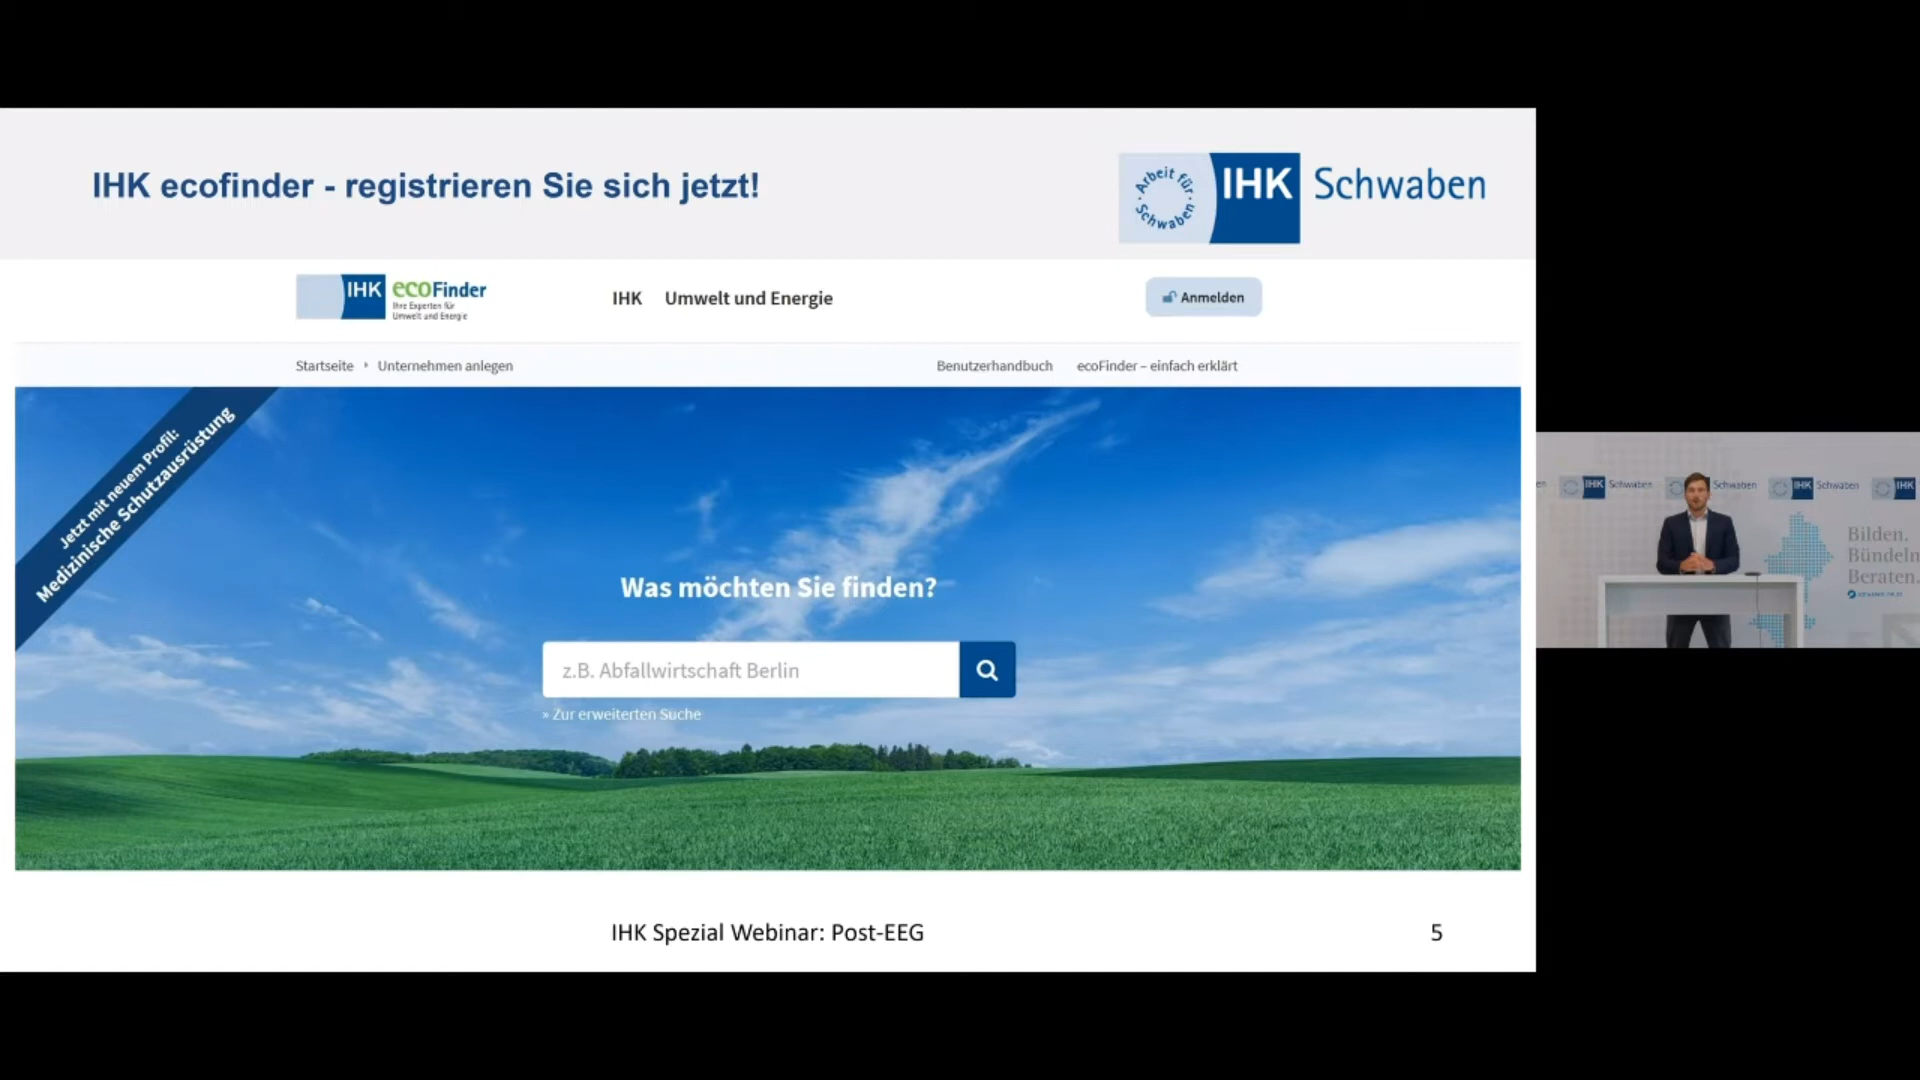 IHK ecofinder - registrieren Sie sich jetzt!
Arbeit für Schwaben
IHK Schwaben
IHK ecoFinder
Ihre Experten für
Umwelt und Energie
IHK Umwelt und Energie
Anmelden
Startseite Unternehmen anlegen
Benutzerhandbuch ecoFinder – einfach erklärt
Jetzt mit neuem Profil:
Medizinische Schutzausrüstung
Was möchten Sie finden?
z.B. Abfallwirtschaft Berlin
» Zur erweiterten Suche
IHK Spezial Webinar: Post-EEG
5
IHK Schwaben
IHK Schwaben
IHK Schwaben
IHK
Bilden.
Bündeln
Beraten.